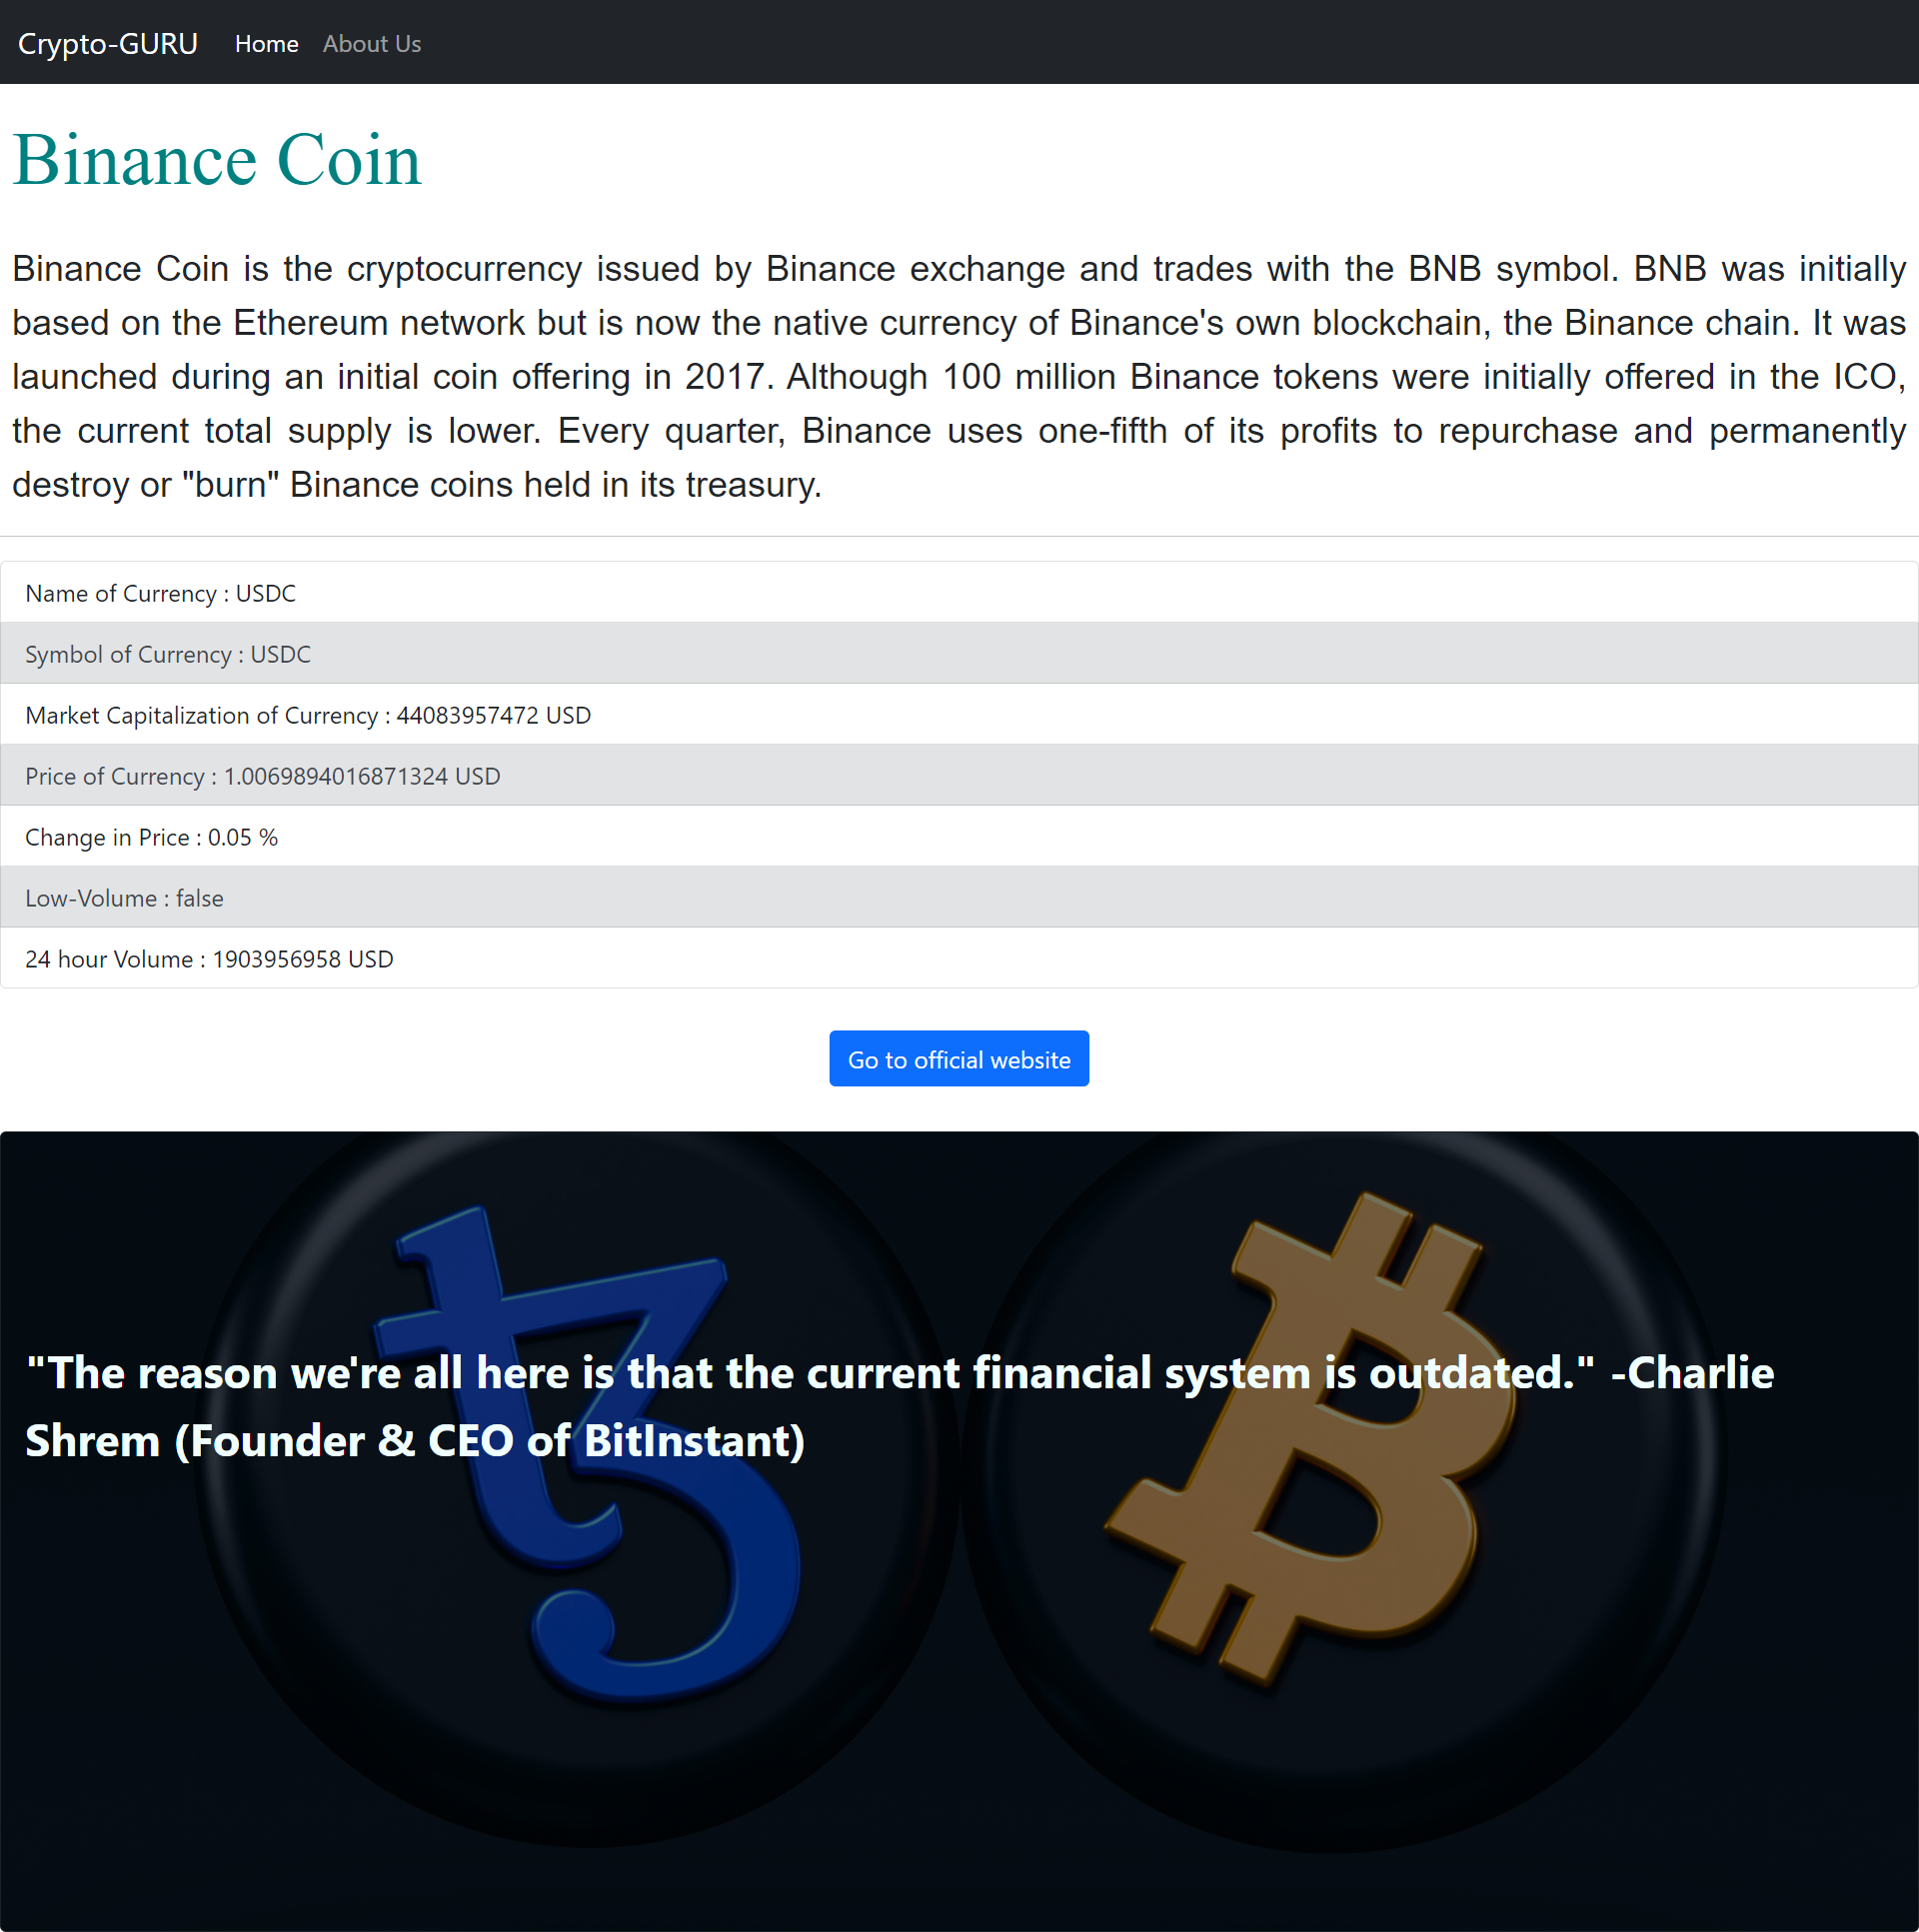 Crypto-GURU Home About Us
Binance Coin
Binance Coin is the cryptocurrency issued by Binance exchange and trades with the BNB symbol. BNB was initially
based on the Ethereum network but is now the native currency of Binance's own blockchain, the Binance chain. It was
launched during an initial coin offering in 2017. Although 100 million Binance tokens were initially offered in the ICO,
the current total supply is lower. Every quarter, Binance uses one-fifth of its profits to repurchase and permanently
destroy or "burn" Binance coins held in its treasury.
Name of Currency : USDC
Symbol of Currency : USDC
Market Capitalization of Currency : 44083957472 USD
Price of Currency : 1.0069894016871324 USD
Change in Price : 0.05 %
Low-Volume : false
24 hour Volume : 1903956958 USD
Go to official website
"The reason we're all here is that the current financial system is outdated." -Charlie
Shrem (Founder & CEO of BitInstant)